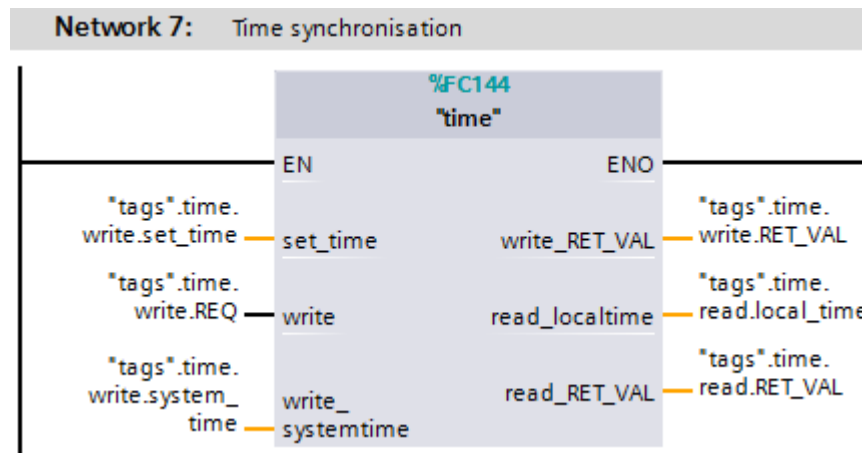 Network 7: Time synchronisation
%FC144
"time"
EN ENO
"tags".time.
write.set_time
set_time
write_RET_VAL
"tags".time.
write.RET_VAL
"tags".time.
write.REQ
write
read_localtime
"tags".time.
read.local_time
"tags".time.
write.system_
time
write_
systemtime
read_RET_VAL
"tags".time.
read.RET_VAL